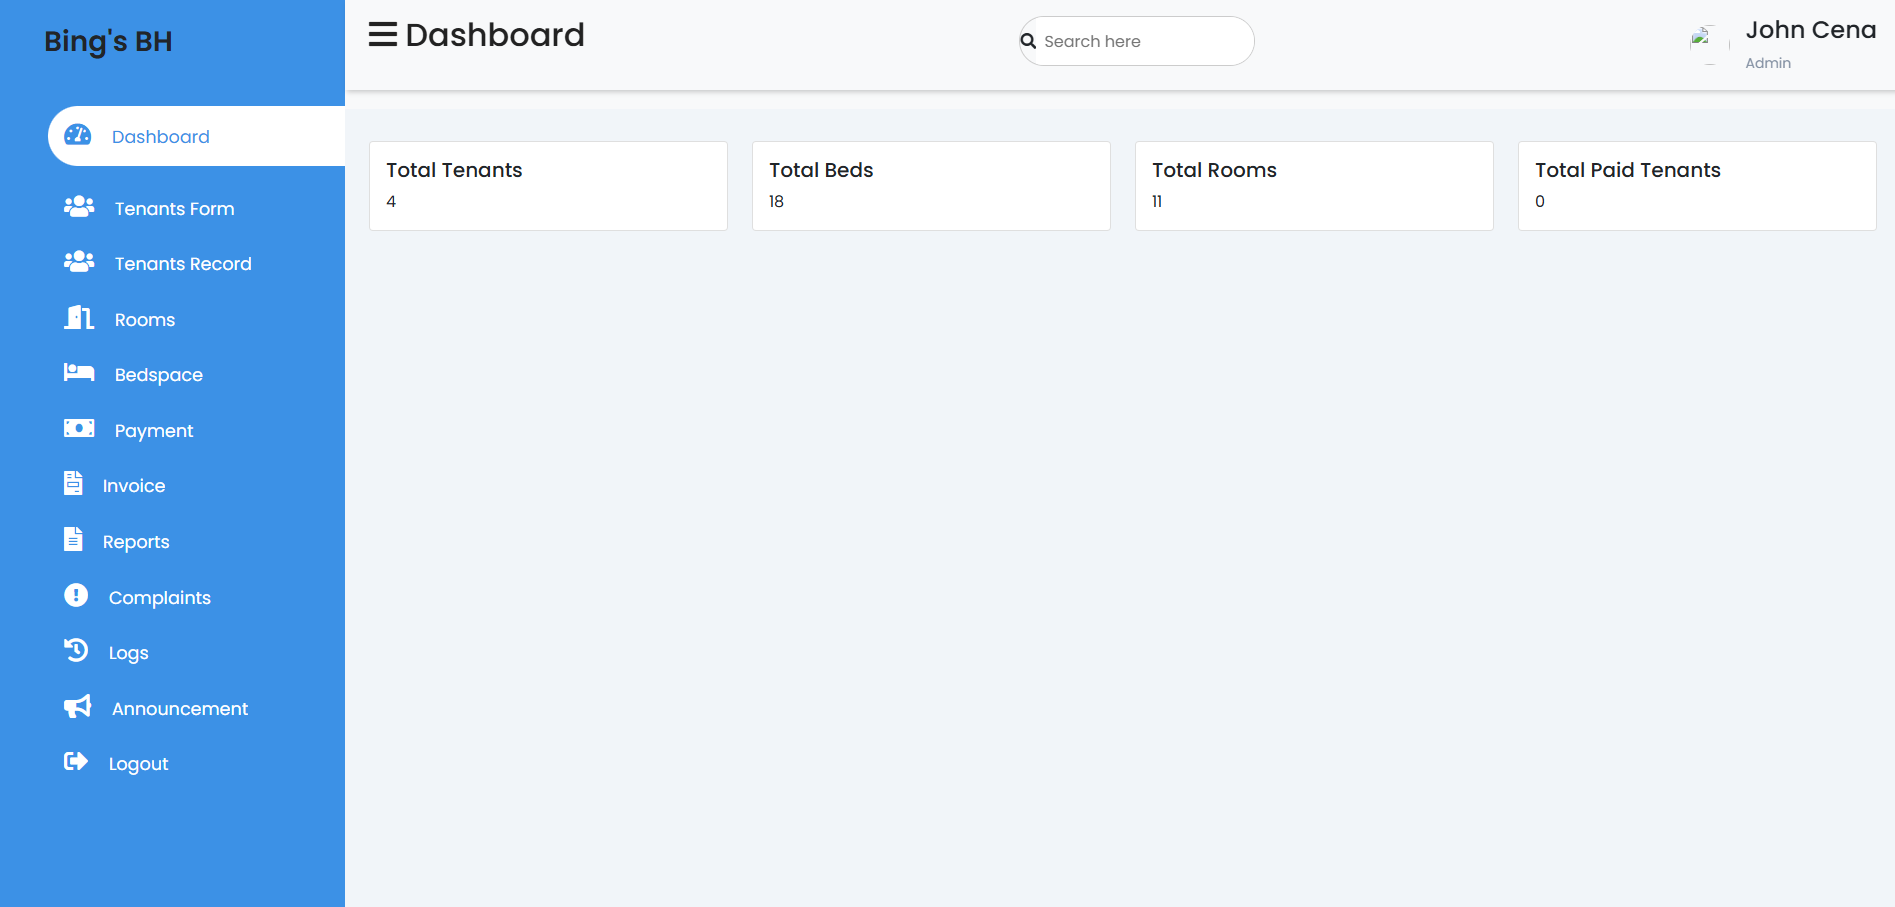 Bing's BH
Dashboard
Tenants Form
Tenants Record
Rooms
Bedspace
Payment
Invoice
Reports
Complaints
Logs
Announcement
Logout
Dashboard
Search here
John Cena
Admin
Total Tenants
4
Total Beds
18
Total Rooms
11
Total Paid Tenants
0